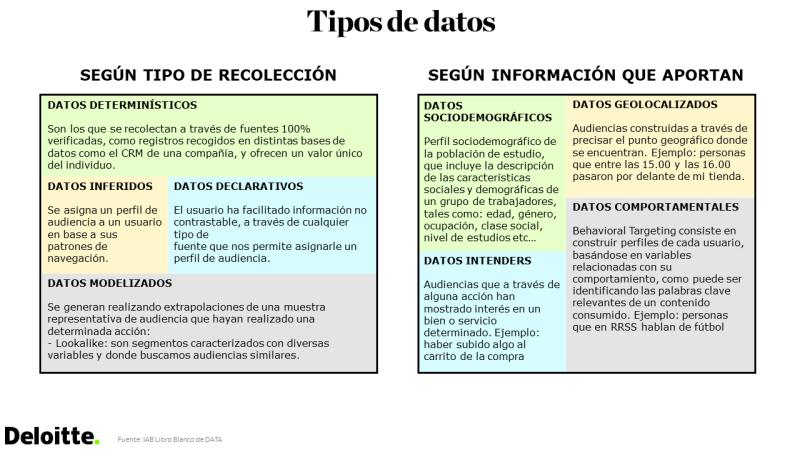 Tipos de datos
SEGÚN TIPO DE RECOLECCIÓN
DATOS DETERMINÍSTICOS
Son los que se recolectan a través de fuentes 100%
verificadas, como registros recogidos en distintas bases de
datos como el CRM de una compañía, y ofrecen un valor único
del individuo.
DATOS INFERIDOS
Se asigna un perfil de
audiencia a un usuario
en base a sus
patrones de
navegación.
DATOS DECLARATIVOS
El usuario ha facilitado información no
contrastable, a través de cualquier
tipo de
fuente que nos permite asignarle un
perfil de audiencia.
DATOS MODELIZADOS
Se generan realizando extrapolaciones de una muestra
representativa de audiencia que hayan realizado una
determinada acción:
- Lookalike: son segmentos caracterizados con diversas
variables y donde buscamos audiencias similares.
SEGÚN INFORMACIÓN QUE APORTAN
DATOS
SOCIODEMOGRÁFICOS
Perfil sociodemográfico de
la población de estudio,
que incluye la descripción
de las características
sociales y demográficas de
un grupo de trabajadores,
tales como: edad, género,
ocupación, clase social,
nivel de estudios etc...
DATOS INTENDERS
Audiencias que a través de
alguna acción han
mostrado interés en un
bien o servicio
determinado. Ejemplo:
haber subido algo al
carrito de la compra
DATOS GEOLOCALIZADOS
Audiencias construidas a través de
precisar el punto geográfico donde
se encuentran. Ejemplo: personas
que entre las 15.00 y las 16.00
pasaron por delante de mi tienda.
DATOS COMPORTAMENTALES
Behavioral Targeting consiste en
construir perfiles de cada usuario,
basándose en variables
relacionadas con su
comportamiento, como puede ser
identificando las palabras clave
relevantes de un contenido
consumido. Ejemplo: personas
que en RRSS hablan de fútbol
Deloitte.
Fuente: IAB Libro Blanco de DATA